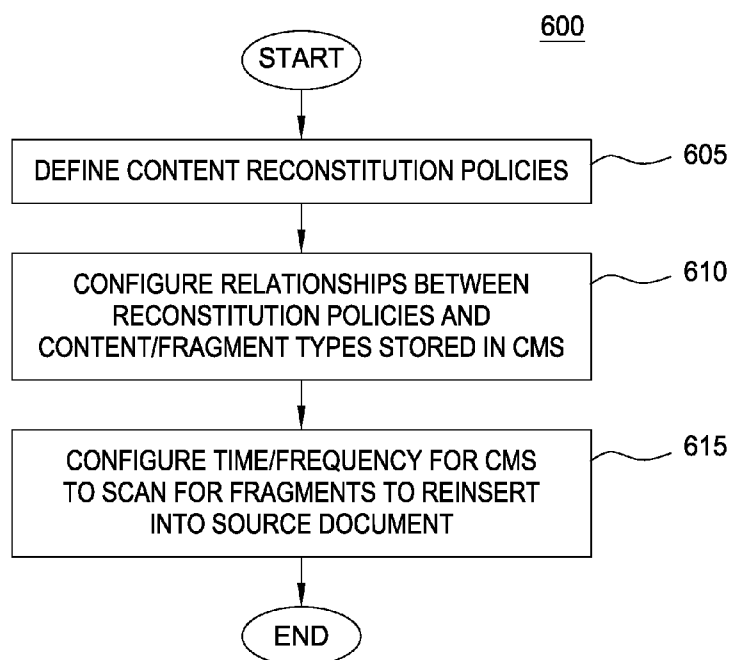 600
START
DEFINE CONTENT RECONSTITUTION POLICIES
605
CONFIGURE RELATIONSHIPS BETWEEN
RECONSTITUTION POLICIES AND
CONTENT/FRAGMENT TYPES STORED IN CMS
610
CONFIGURE TIME/FREQUENCY FOR CMS
TO SCAN FOR FRAGMENTS TO REINSERT
INTO SOURCE DOCUMENT
615
END